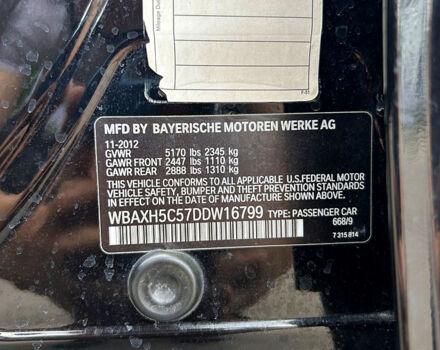 Mileage Due
F-51
MFD BY BAYERISCHE MOTOREN WERKE AG
11-2012
GVWR 5170 lbs 2345 kg
GAWR FRONT 2447 lbs 1110 kg
GAWR REAR 2888 lbs 1310 kg
THIS VEHICLE CONFORMS TO ALL APPLICABLE U.S.FEDERAL MOTOR
VEHICLE SAFETY, BUMPER, AND THEFT PREVENTION
STANDARDS IN EFFECT ON THE DATE OF MANUFACTURE SHOWN ABOVE.
WBAXH5C57DDW16799 TYPE: PASSENGER CAR
668/9
7 315 814